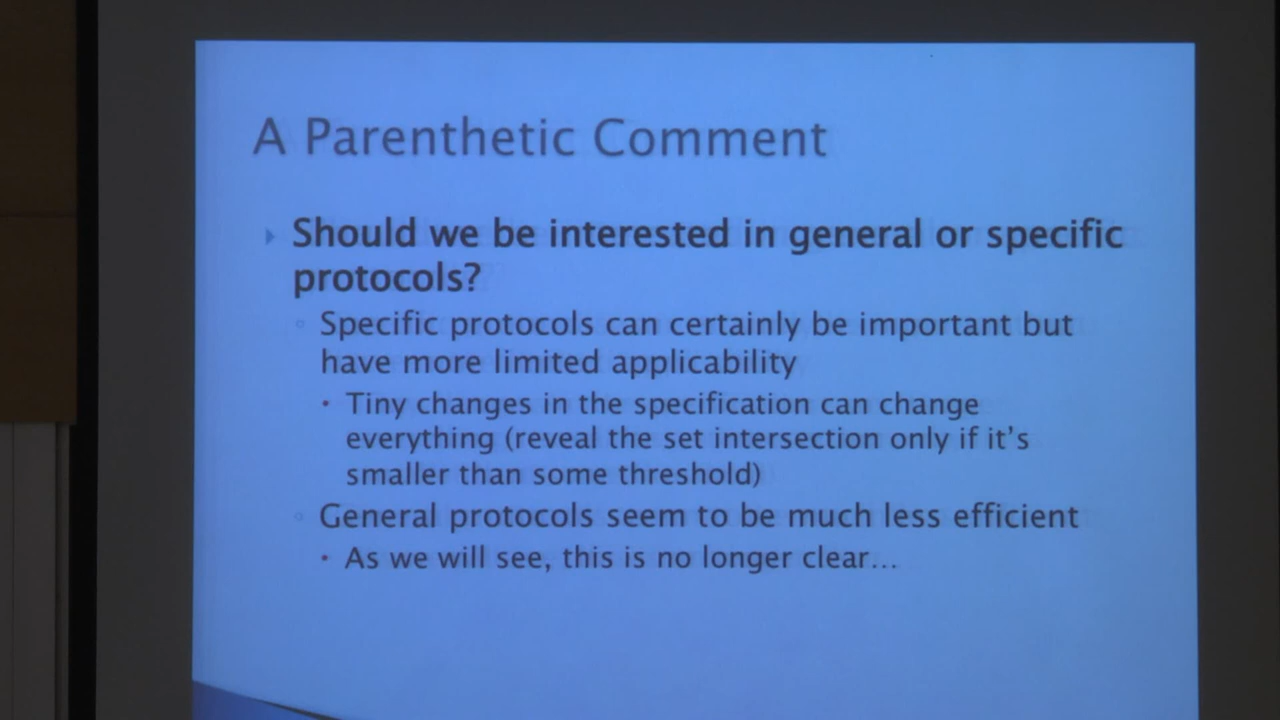 A Parenthetic Comment
Should we be interested in general or specific
protocols?
Specific protocols can certainly be important but
have more limited applicability
Tiny changes in the specification can change
everything (reveal the set intersection only if it's
smaller than some threshold)
General protocols seem to be much less efficient
As we will see, this is no longer clear...